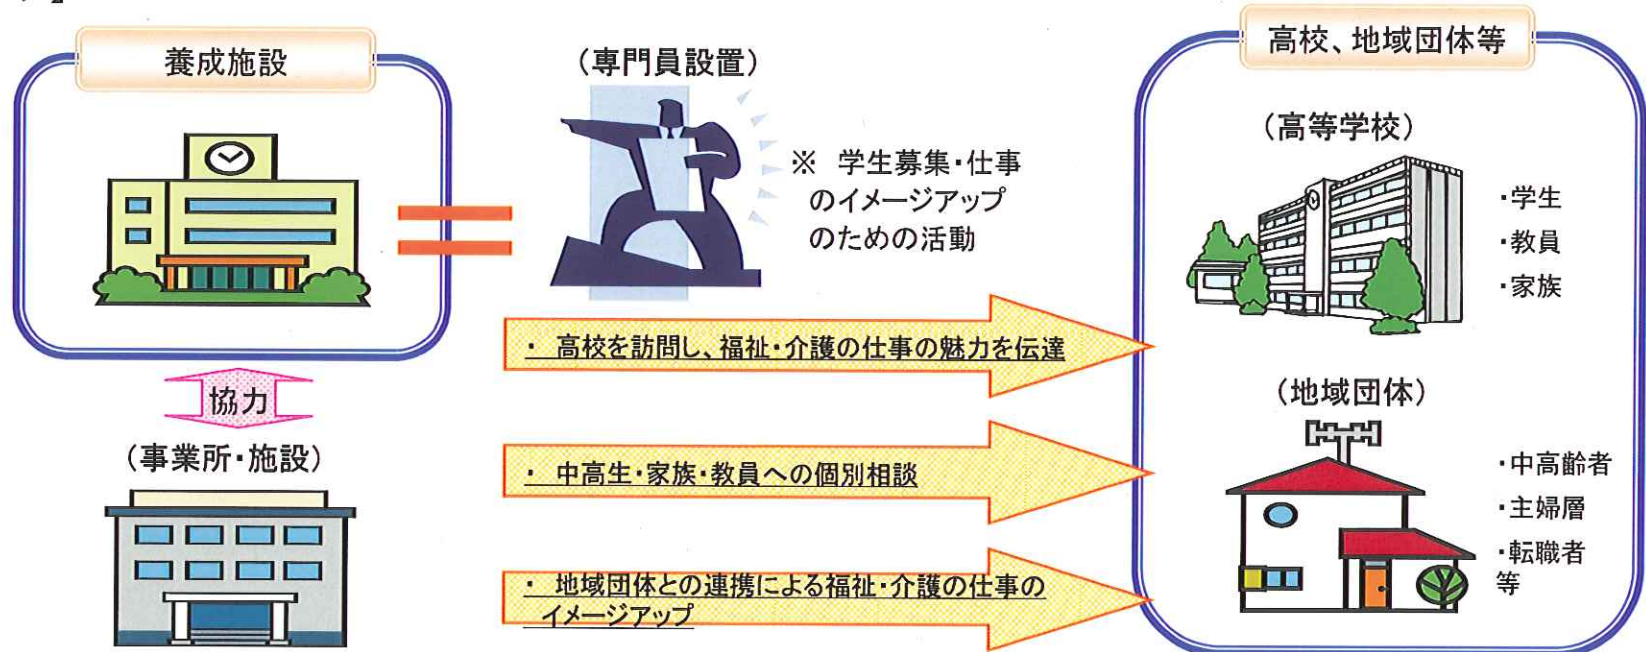 養成施設
(専門員設置)
※ 学生募集・仕事
のイメージアップ
のための活動
高校、地域団体等
(高等学校)
・学生
・教員
・家族
・ 高校を訪問し、福祉・介護の仕事の魅力を伝達
協力
(事業所・施設)
・ 中高生・家族・教員への個別相談
・ 地域団体との連携による福祉・介護の仕事の
イメージアップ
(地域団体)
・中高齢者
・主婦層
・転職者
等